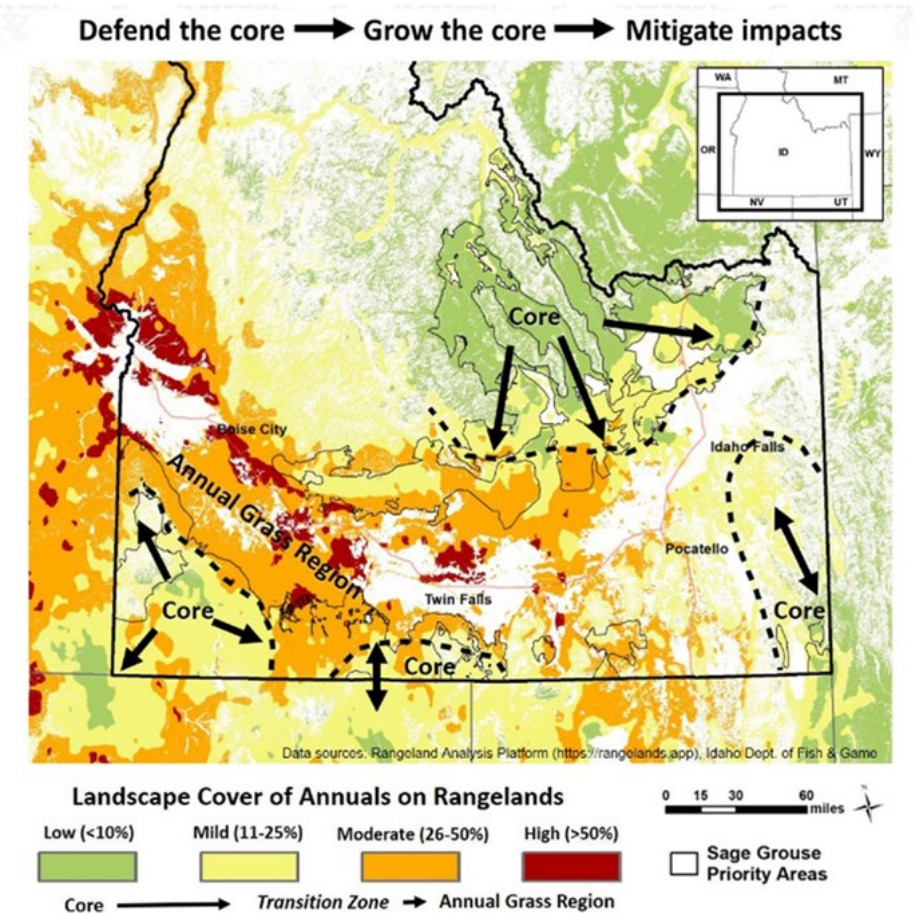 Defend the core → Grow the core → Mitigate impacts
WA
MT
OR
ID
WY
NV
UT
Core
Boise City
Idaho Falls
Annual Grass Region
Pocatello
Twin Falls
Core
Core
Core
Data sources: Rangeland Analysis Platform (https://rangelands.app), Idaho Dept. of Fish & Game
Landscape Cover of Annuals on Rangelands
Low (<10%)
Mild (11-25%)
Moderate (26-50%)
High (>50%)
0 15 30 60
miles
N
Sage Grouse
Priority Areas
Core → Transition Zone → Annual Grass Region